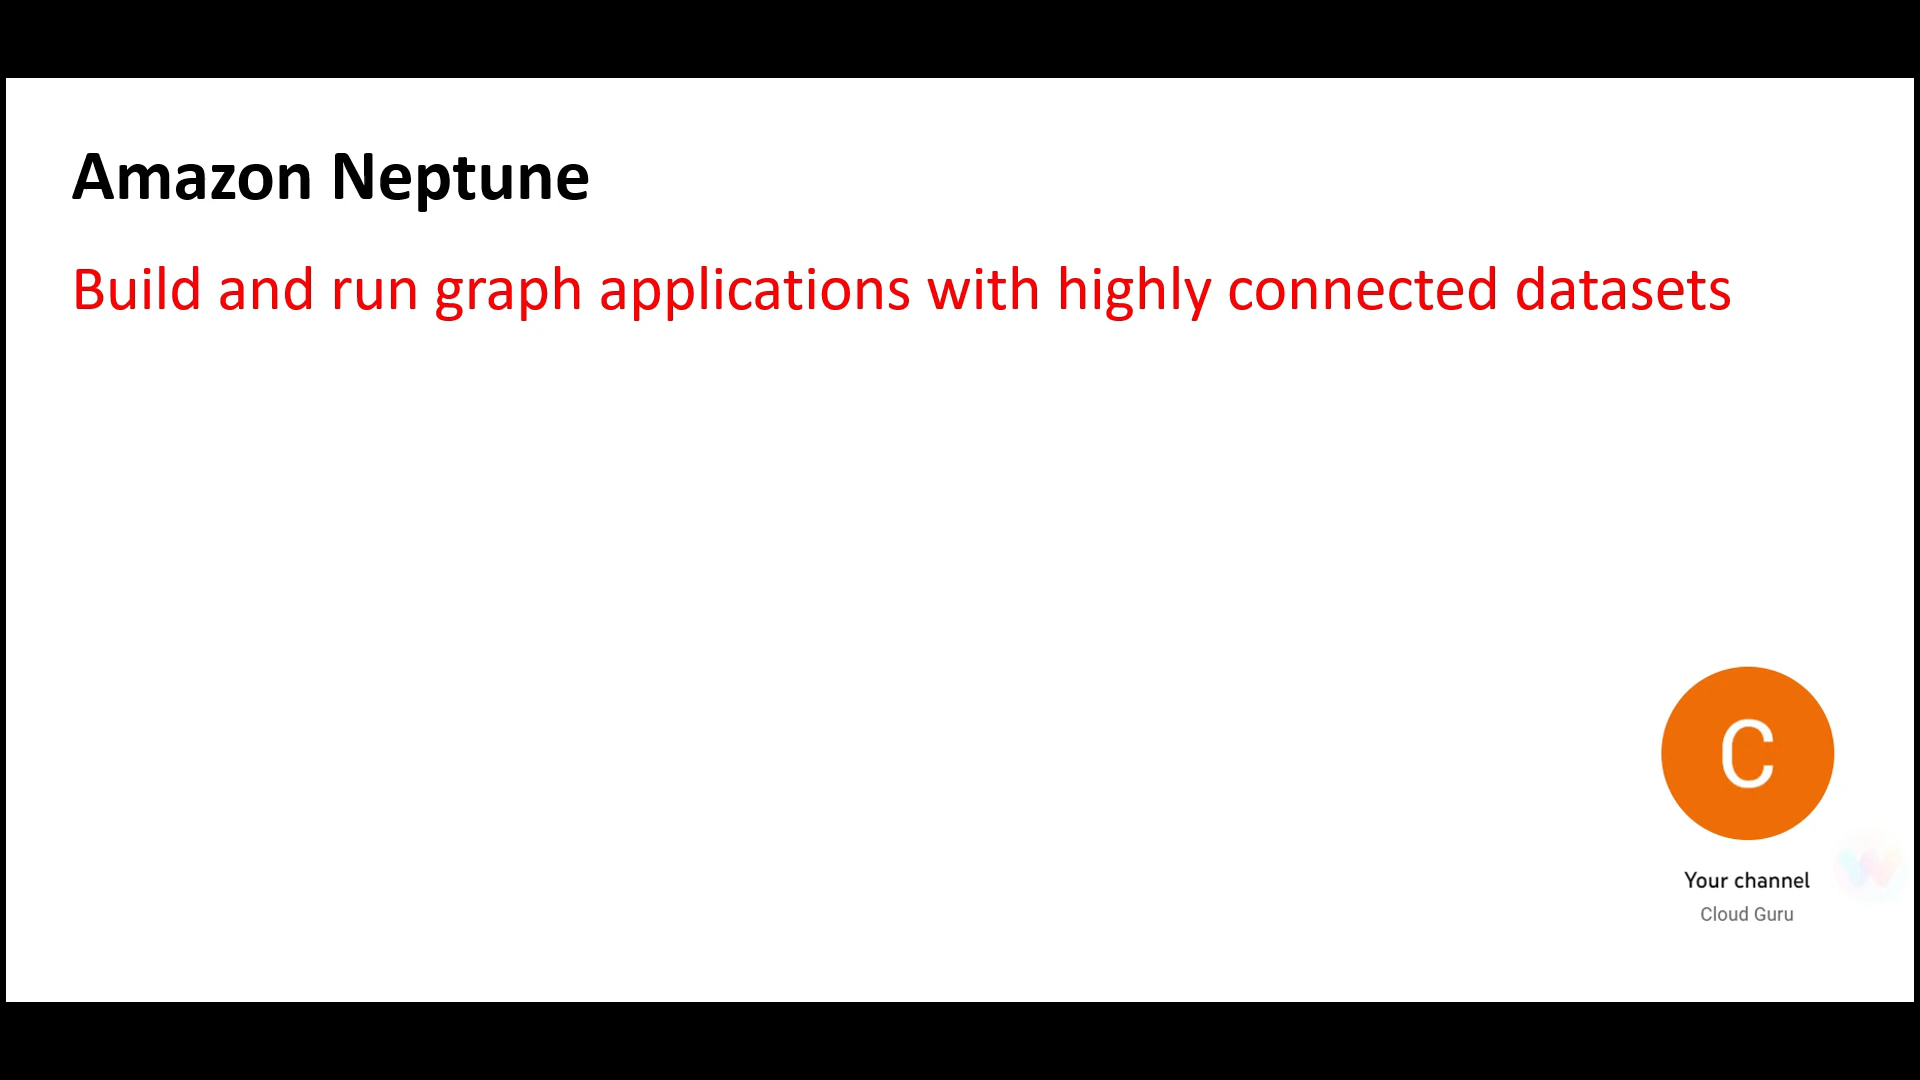 Amazon Neptune
Build and run graph applications with highly connected datasets
C
Your channel
Cloud Guru